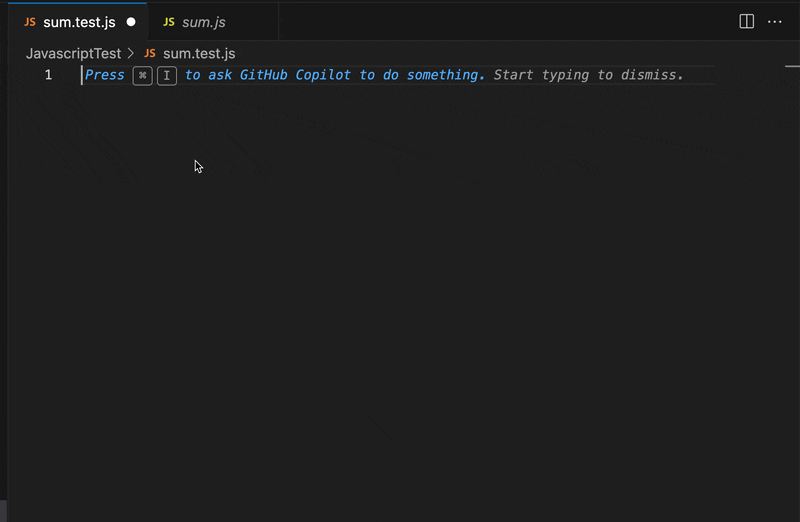 JS sum.test.js JS sum.js
JavascriptTest > JS sum.test.js
1 Press ⌘ I to ask GitHub Copilot to do something. Start typing to dismiss.